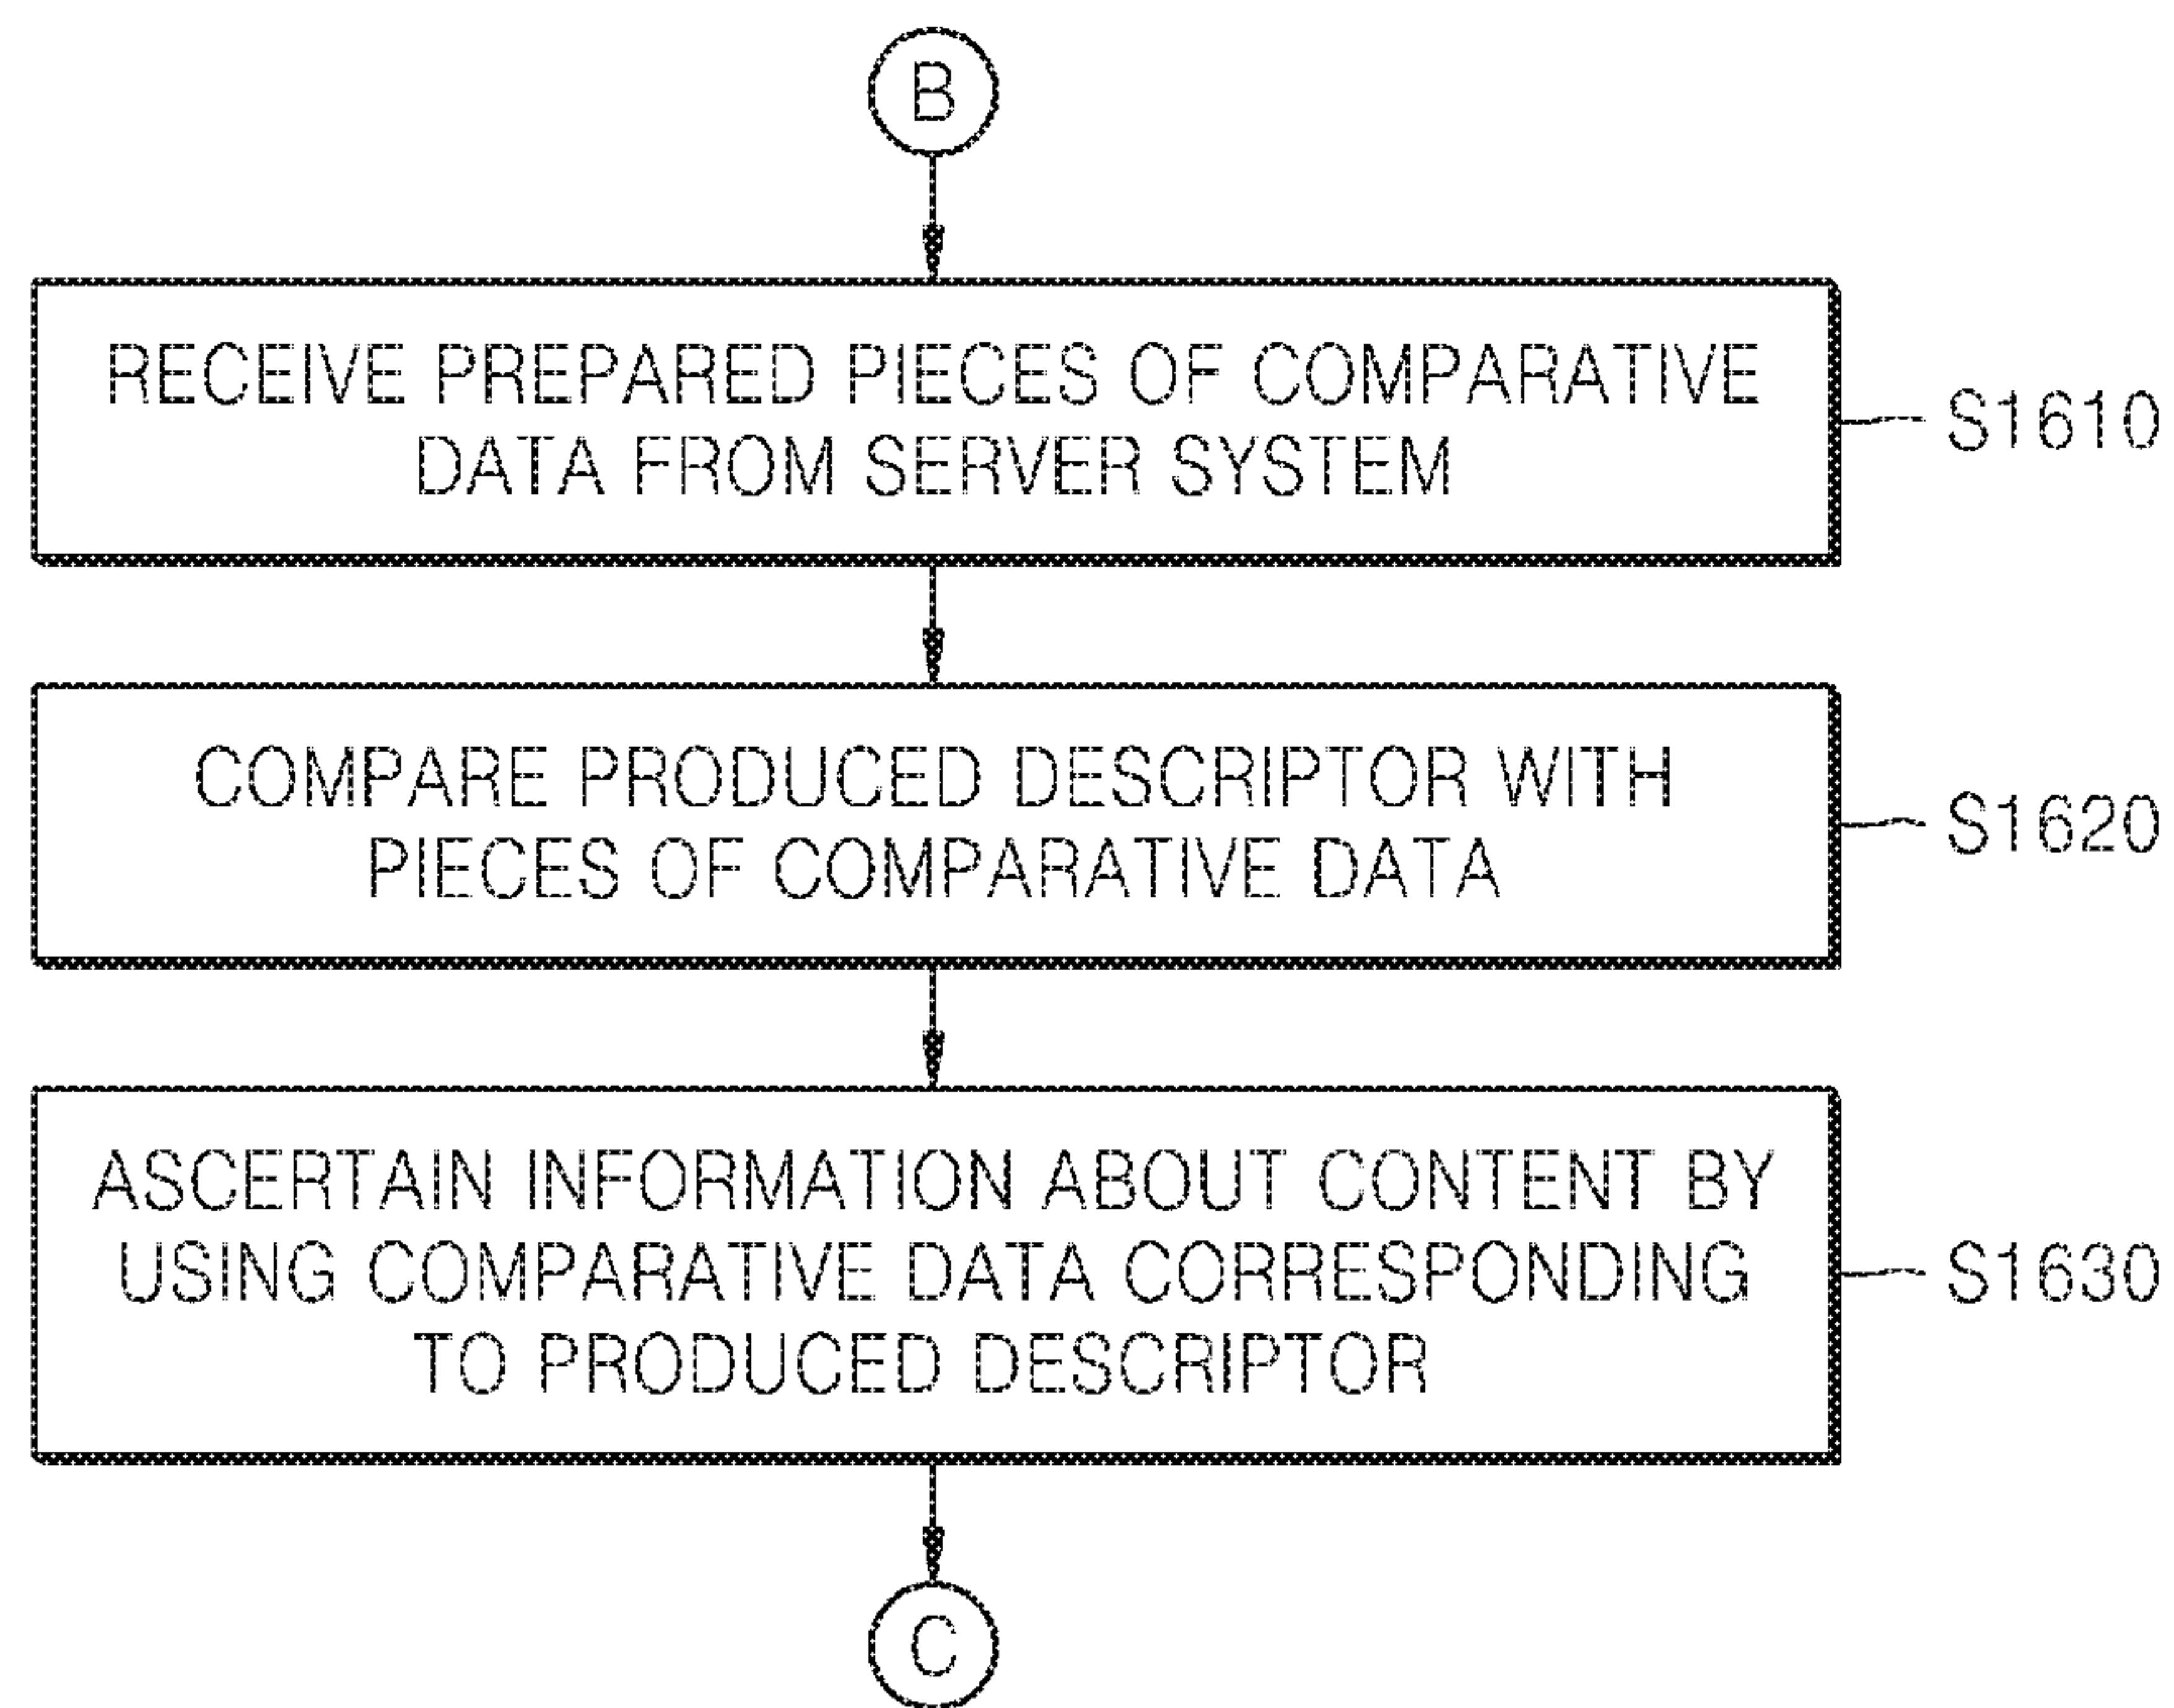 B
RECEIVE PREPARED PIECES OF COMPARATIVE
DATA FROM SERVER SYSTEM
S1610
COMPARE PRODUCED DESCRIPTOR WITH
PIECES OF COMPARATIVE DATA
S1620
ASCERTAIN INFORMATION ABOUT CONTENT BY
USING COMPARATIVE DATA CORRESPONDING
TO PRODUCED DESCRIPTOR
S1630
C